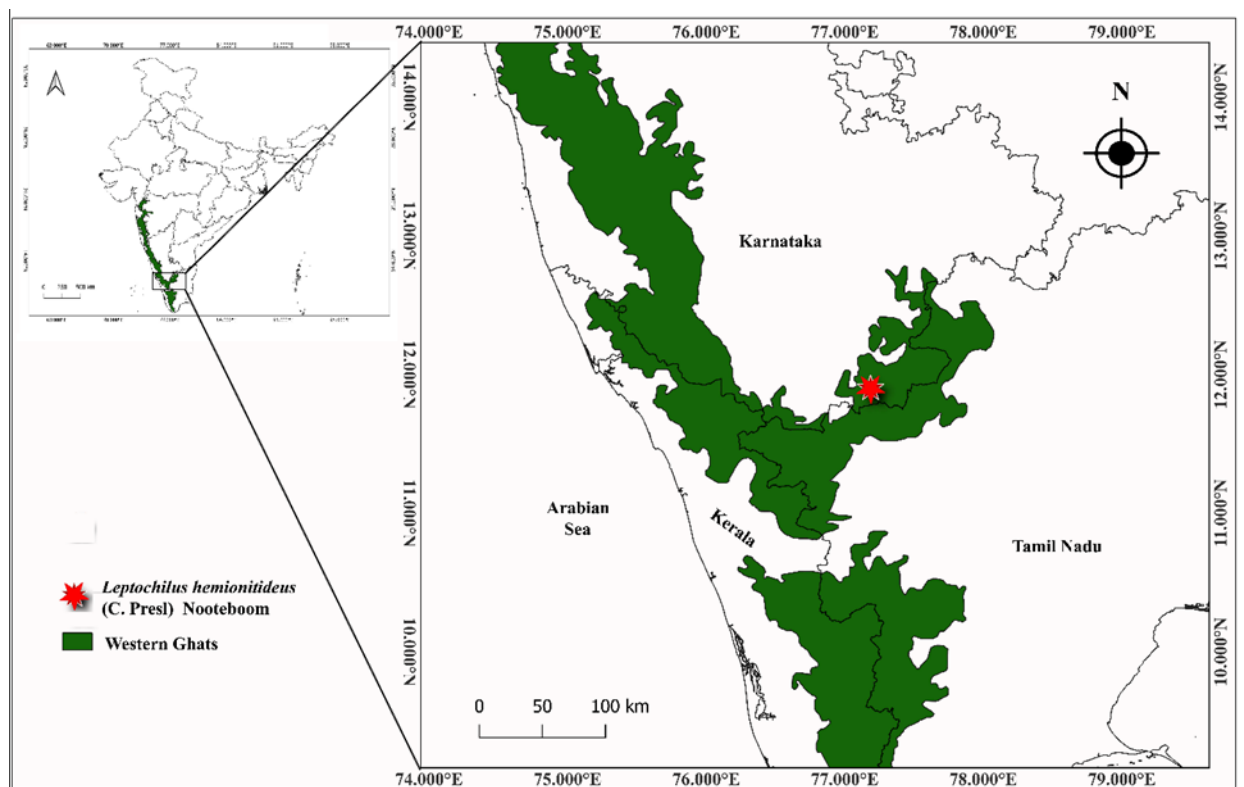 74.000°E 75.000°E 76.000°E 77.000°E 78.000°E 79.000°E
14.000°N
13.000°N
12.000°N
11.000°N
10.000°N
N
Karnataka
Arabian
Sea
Kerala
Tamil Nadu
Leptochilus hemionitideus
(C. Presl) Nooteboom
Western Ghats
0 50 100 km
14.000°N
13.000°N
12.000°N
11.000°N
10.000°N
74.000°E 75.000°E 76.000°E 77.000°E 78.000°E 79.000°E